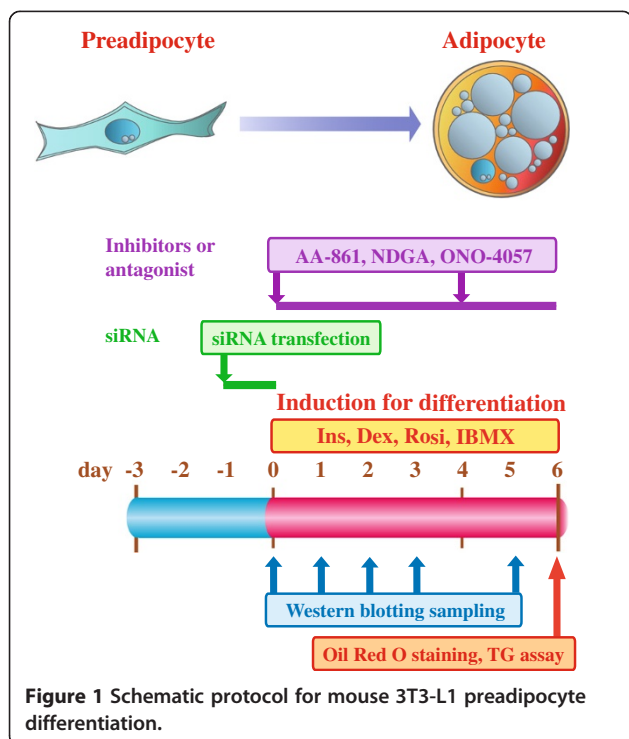 Preadipocyte Adipocyte
Inhibitors or
antagonist
AA-861, NDGA, ONO-4057
siRNA
siRNA transfection
Induction for differentiation
Ins, Dex, Rosi, IBMX
day -3 -2 -1 0 1 2 3 4 5 6
Western blotting sampling
Oil Red O staining, TG assay
Figure 1 Schematic protocol for mouse 3T3-L1 preadipocyte
differentiation.